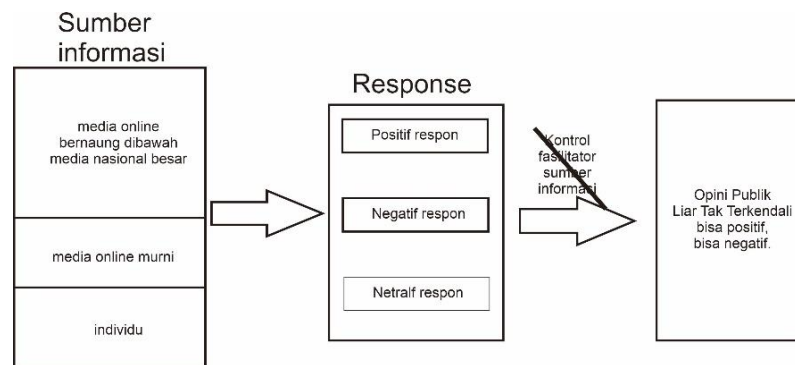 Sumber
informasi
media online
bernaung dibawah
media nasional besar
media online murni
individu
Response
Positif respon
Negatif respon
Netralf respon
Kontrol
fasilitator
sumber
informasi
Opini Publik
Liar Tak Terkendali
bisa positif,
bisa negatif.